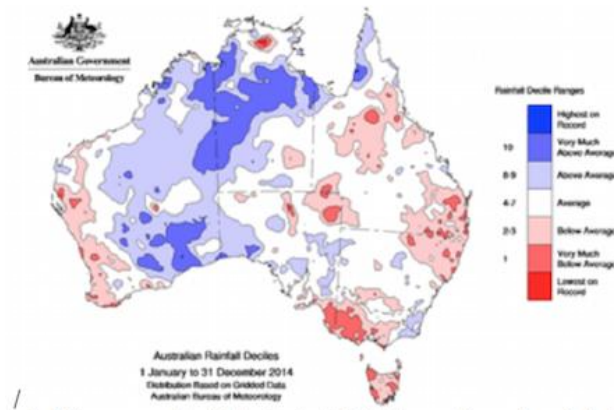 Australian Government
Bureau of Meteorology
Rainfall Decile Ranges
Highest on
Record
10
Very Much
Above Average
8-9
Above Average
4-7
Average
2-3
Below Average
1
Very Much
Below Average
Lowest on
Record
Australian Rainfall Deciles
1 January to 31 December 2014
Distribution Based on Gridded Data
Australian Bureau of Meteorology
/